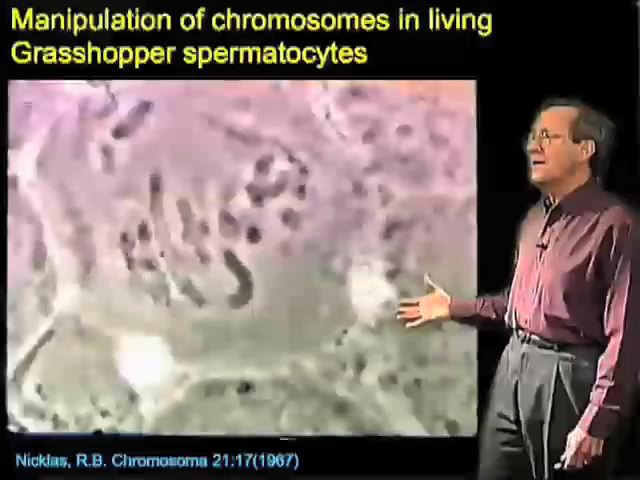 Manipulation of chromosomes in living
Grasshopper spermatocytes
Nicklas, R.B. Chromosoma 21:17(1967)